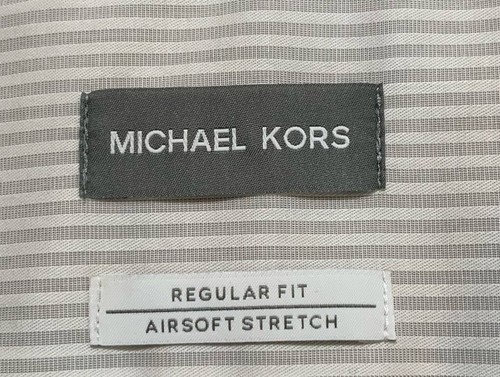 MICHAEL KORS
REGULAR FIT
AIRSOFT STRETCH